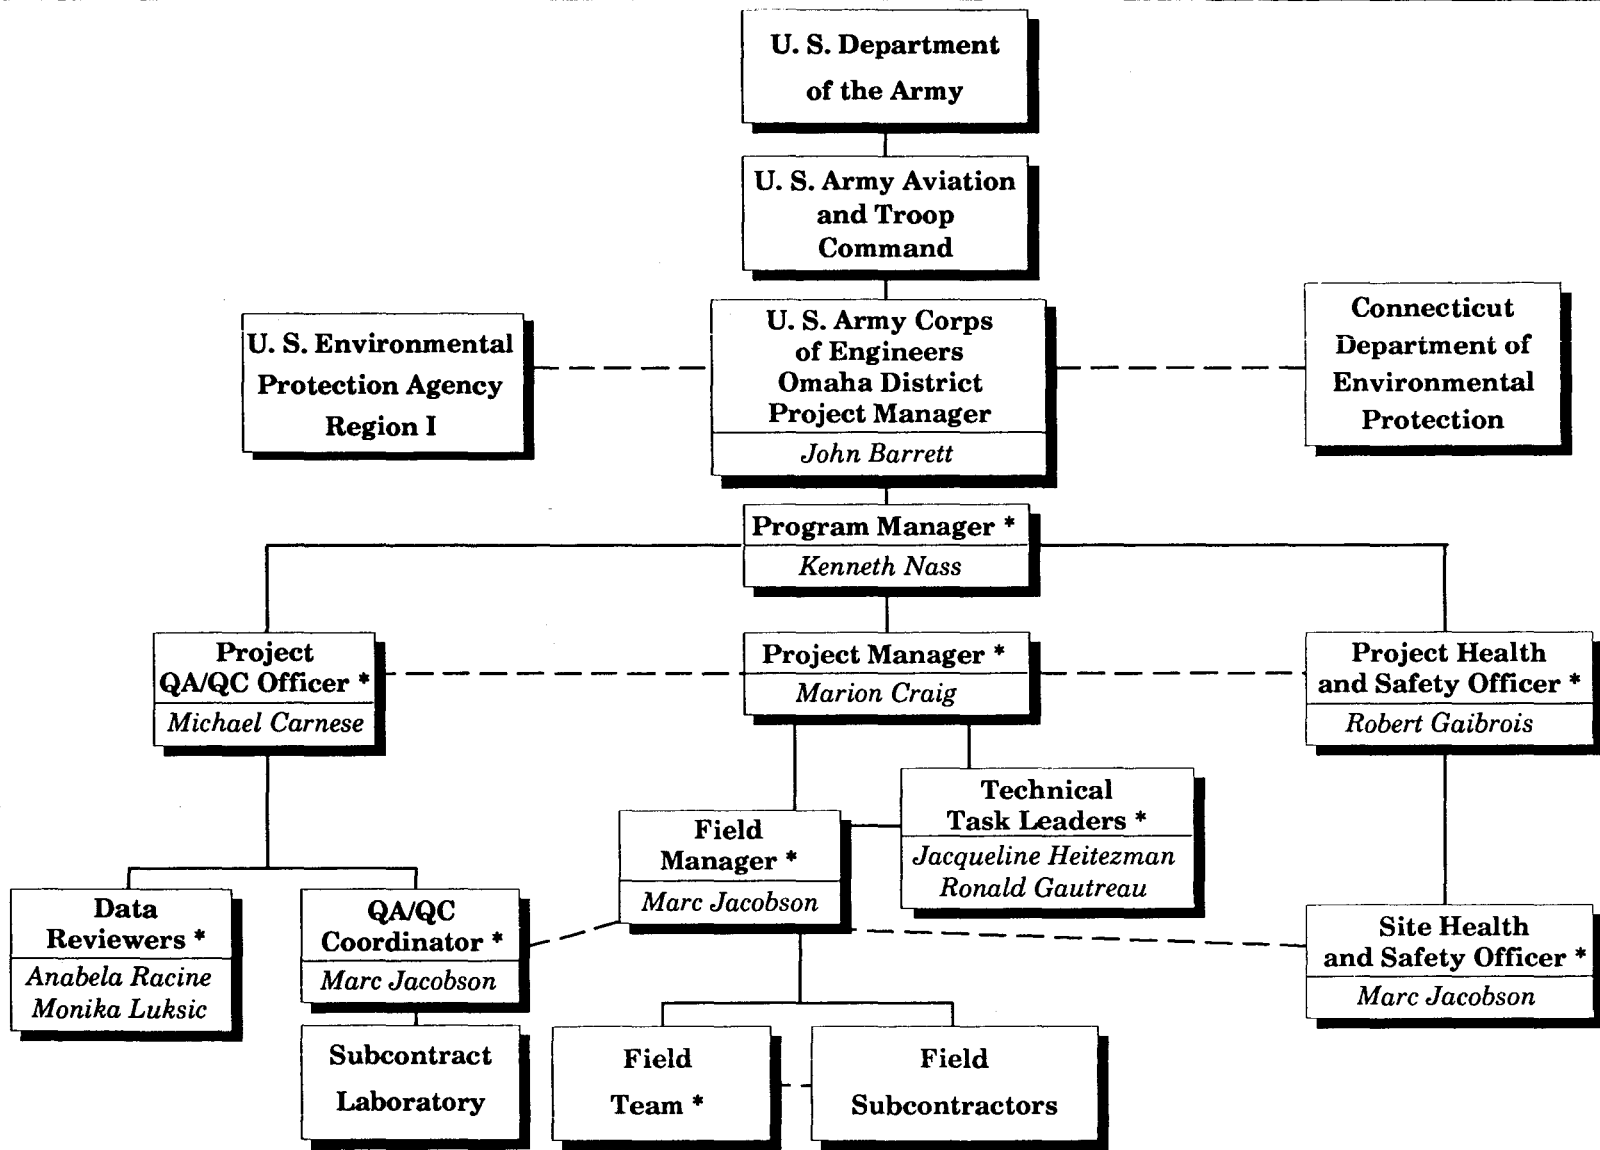 U. S. Department
of the Army
U. S. Army Aviation
and Troop
Command
U. S. Environmental
Protection Agency
Region I
U. S. Army Corps
of Engineers
Omaha District
Project Manager
John Barrett
Connecticut
Department of
Environmental
Protection
Program Manager *
Kenneth Nass
Project
QA/QC Officer *
Michael Carnese
Project Manager *
Marion Craig
Project Health
and Safety Officer *
Robert Gaibrois
Technical
Task Leaders *
Jacqueline Heitezman
Ronald Gautreau
Field
Manager *
Marc Jacobson
Data
Reviewers *
Anabela Racine
Monika Luksic
QA/QC
Coordinator *
Marc Jacobson
Site Health
and Safety Officer *
Marc Jacobson
Subcontract
Laboratory
Field
Team *
Field
Subcontractors